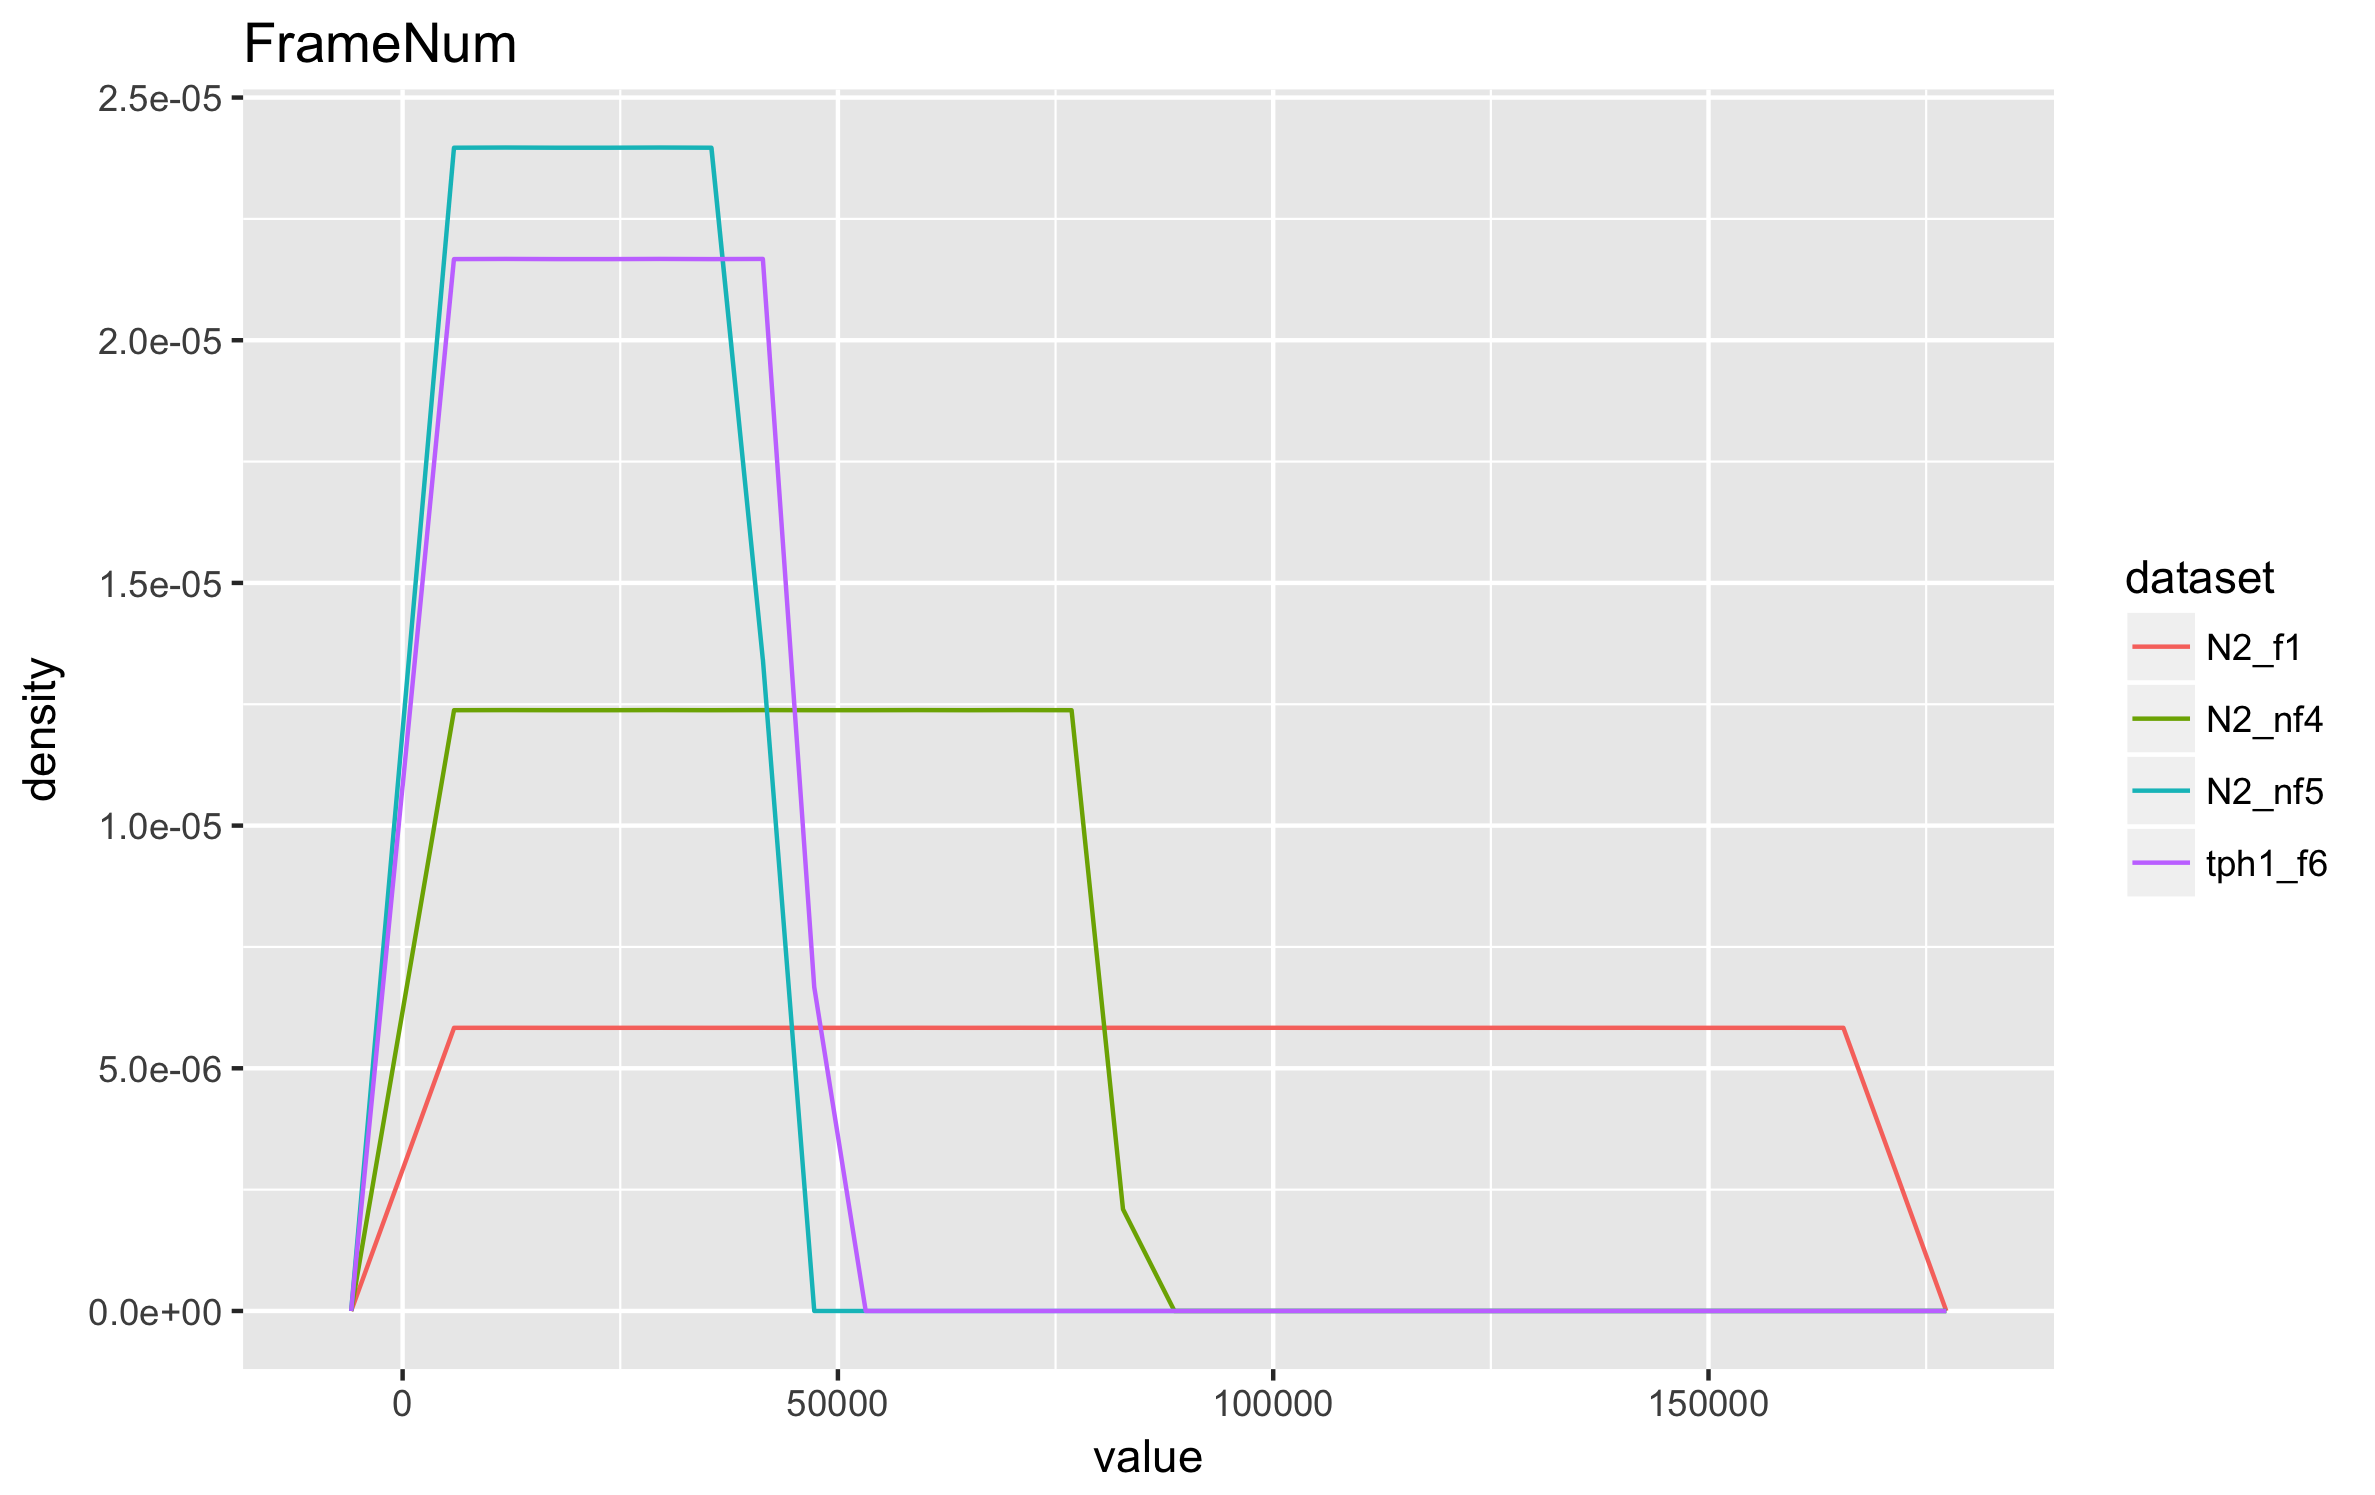 FrameNum
2.5e-05
2.0e-05
1.5e-05
1.0e-05
5.0e-06
0.0e+00
density
0 50000 100000 150000
value
dataset
N2_f1
N2_nf4
N2_nf5
tph1_f6